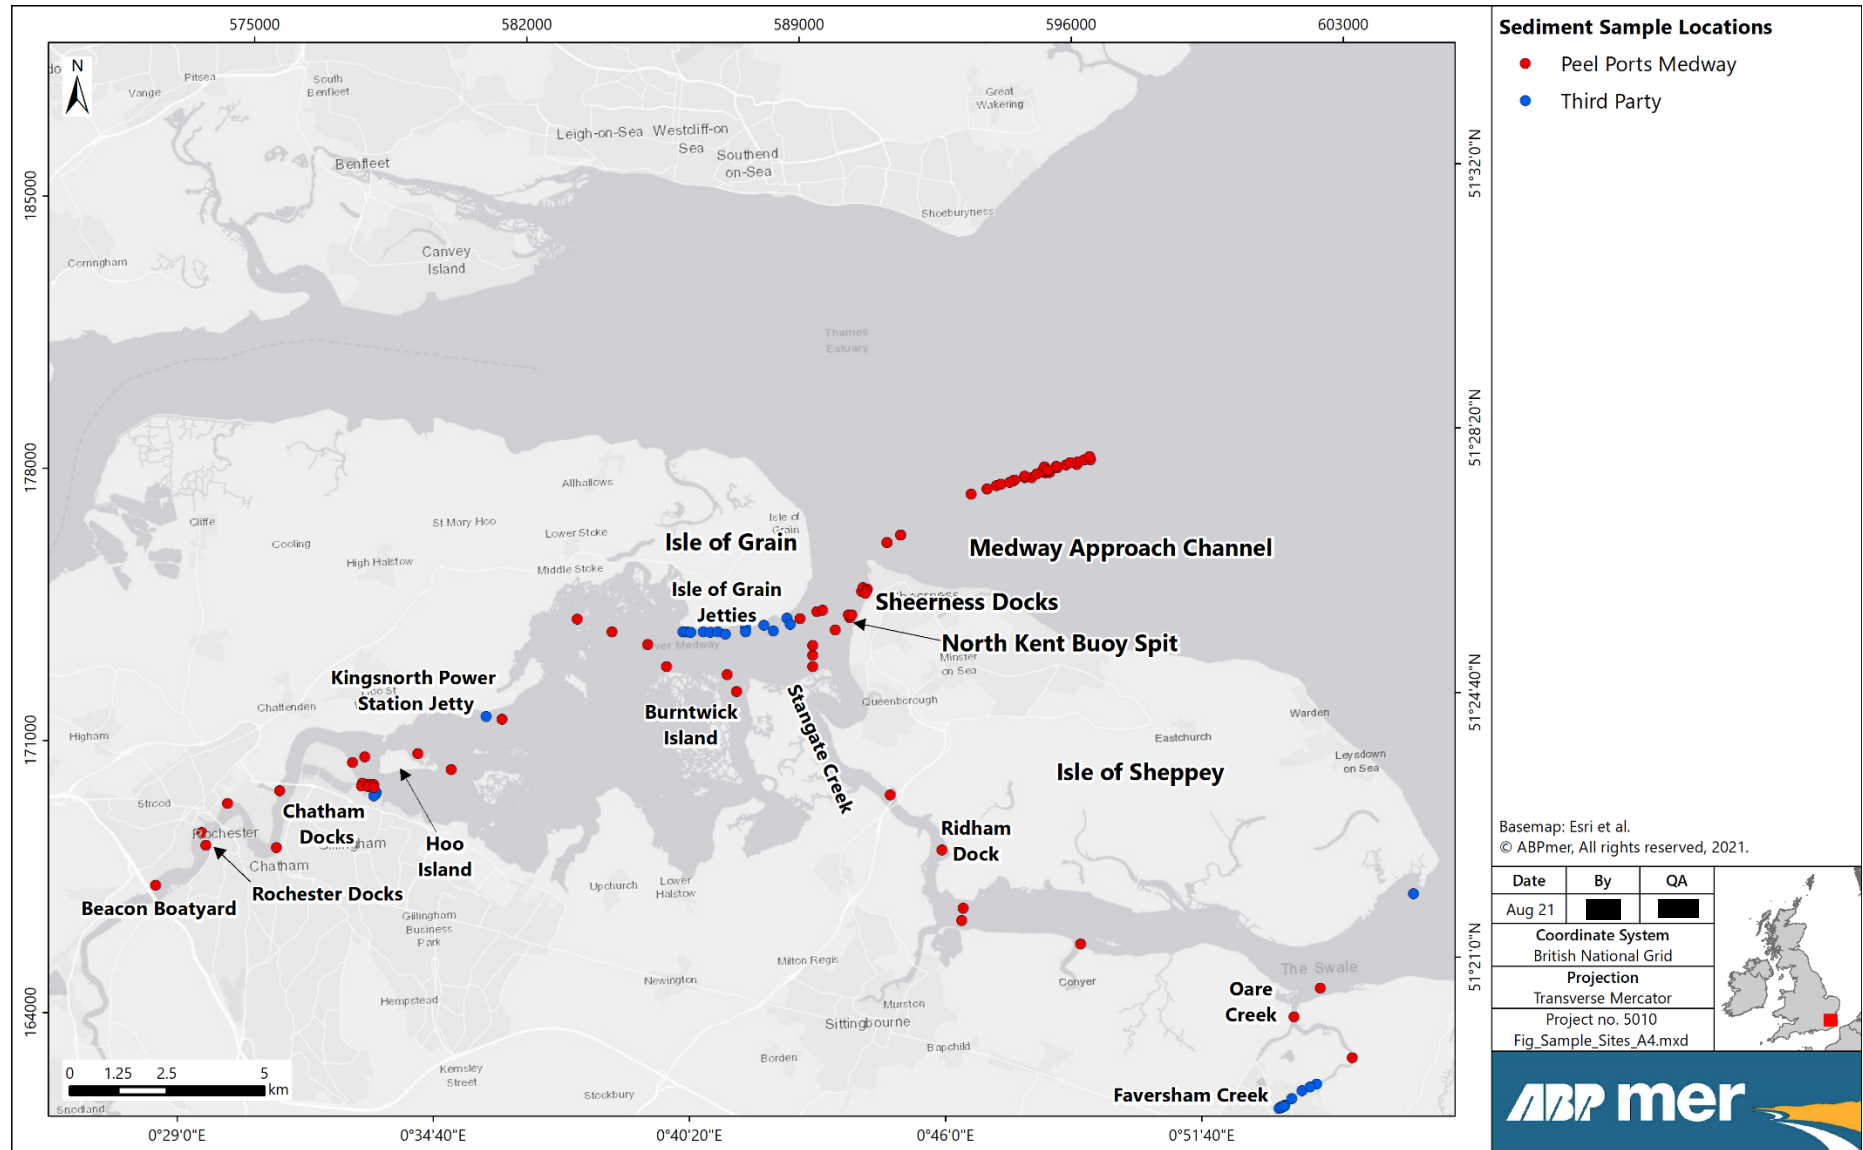 575000
582000
589000
596000
603000
N
Pitsea
Vange
South
Benfleet
Great
Wakering
Leigh-on-Sea
Westcliff-on
Sea
Southend
on-Sea
Benfleet
Shoeburyness
Canvey
Island
Corringham
Thames
Estuary
185000
178000
171000
164000
51°32'0"N
51°28'20"N
51°24'40"N
51°21'0"N
Allhallows
Isle of
Grain
Cliffe
St Mary Hoo
Lower Stoke
Cooling
High Halstow
Middle Stoke
Isle of Grain
Medway Approach Channel
Isle of Grain
Jetties
Sheerness Docks
North Kent Buoy Spit
Minster
on Sea
Kingsnorth Power
Station Jetty
Hoo St
Chattenden
Higham
Burntwick
Island
Stangate Creek
Queenborough
Warden
Eastchurch
Leysdown
on Sea
Isle of Sheppey
Strood
Rochester
Chatham
Docks
Gillingham
Chatham
Hoo
Island
Ridham
Dock
Rochester Docks
Beacon Boatyard
Upchurch
Lower
Halstow
Gillingham
Business
Park
Milton Regis
Newington
Conyer
The Swale
Hempstead
Murston
Sittingbourne
Oare
Creek
Bapchild
Borden
Kemsley
Street
Stockbury
Faversham Creek
Snodland
0
1.25
2.5
5
km
0°29'0"E
0°34'40"E
0°40'20"E
0°46'0"E
0°51'40"E
Sediment Sample Locations
Peel Ports Medway
Third Party
Basemap: Esri et al.
© ABPmer, All rights reserved, 2021.
Date By QA
Aug 21
Coordinate System
British National Grid
Projection
Transverse Mercator
Project no. 5010
Fig_Sample_Sites_A4.mxd
ABPmer